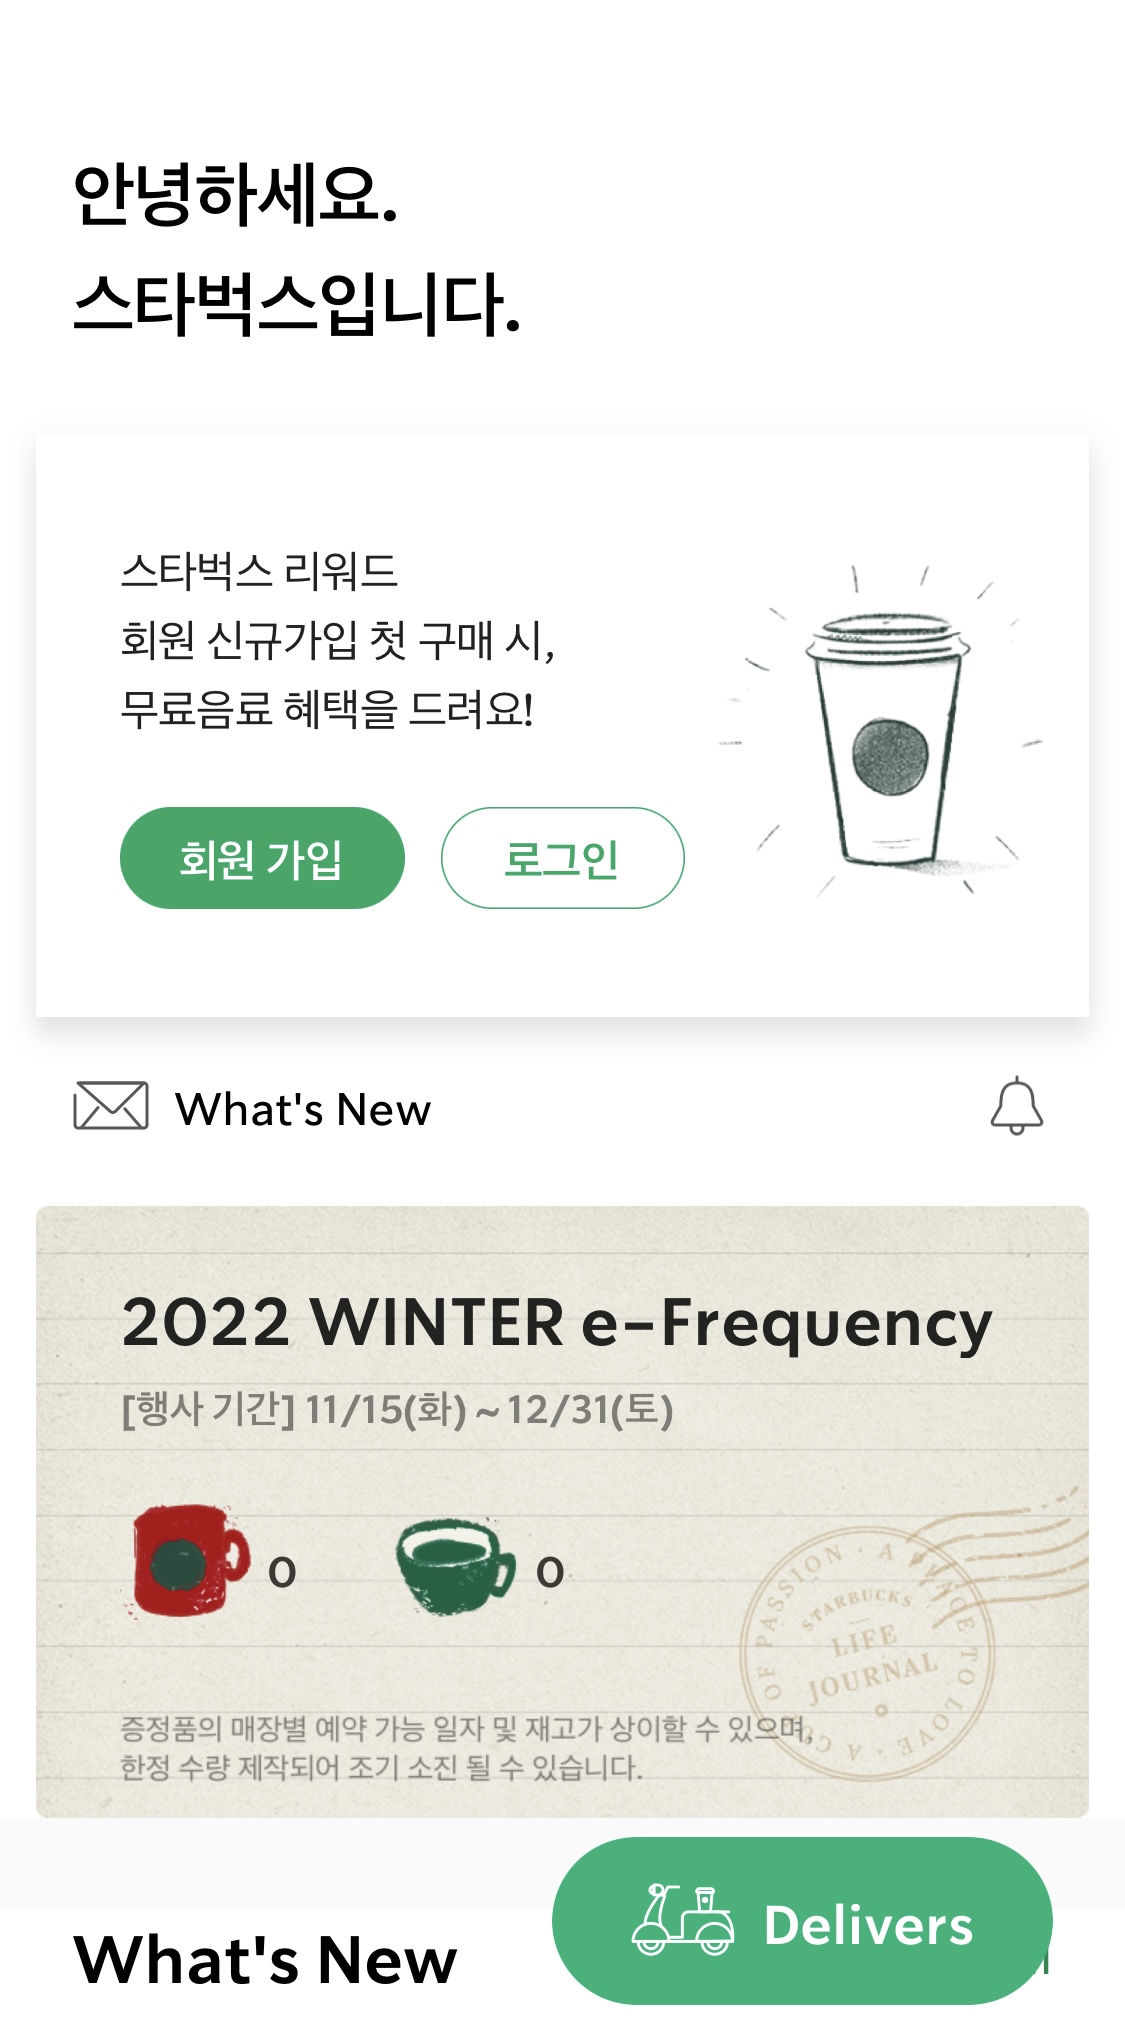 안녕하세요.
스타벅스입니다.
스타벅스 리워드
회원 신규가입 첫 구매 시,
무료음료 혜택을 드려요!
회원 가입
로그인
What's New
2022 WINTER e-Frequency
[행사 기간] 11/15(화) ~ 12/31(토)
0
0
A CUP OF PASSION · A PLACE TO LOVE ·
STARBUCKS
LIFE
JOURNAL
증정품의 매장별 예약 가능 일자 및 재고가 상이할 수 있으며,
한정 수량 제작되어 조기 소진 될 수 있습니다.
What's New
Delivers